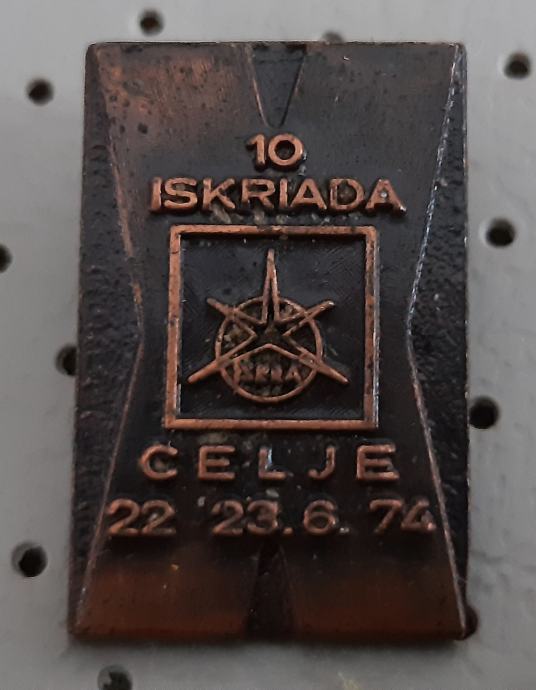 10
ISKRIADA
ISKRA
CELJE
22 23.6.74